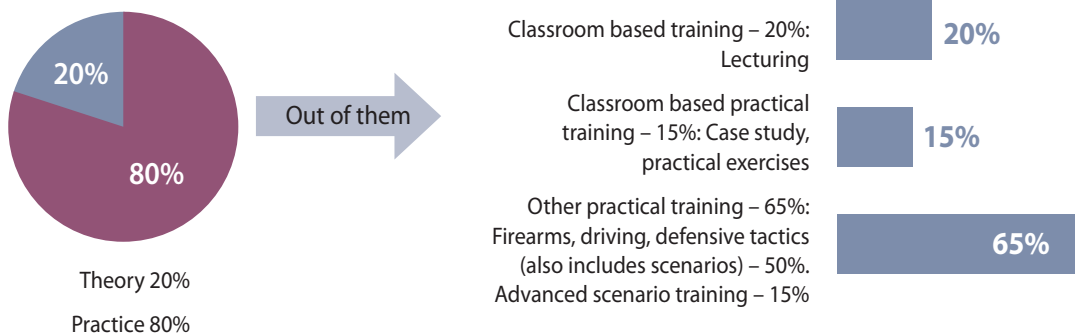 20%
80%
Theory 20%
Practice 80%
Out of them
Classroom based training – 20%:
Lecturing
20%
Classroom based practical
training – 15%: Case study,
practical exercises
15%
Other practical training – 65%:
Firearms, driving, defensive tactics
(also includes scenarios) – 50%.
Advanced scenario training – 15%
65%